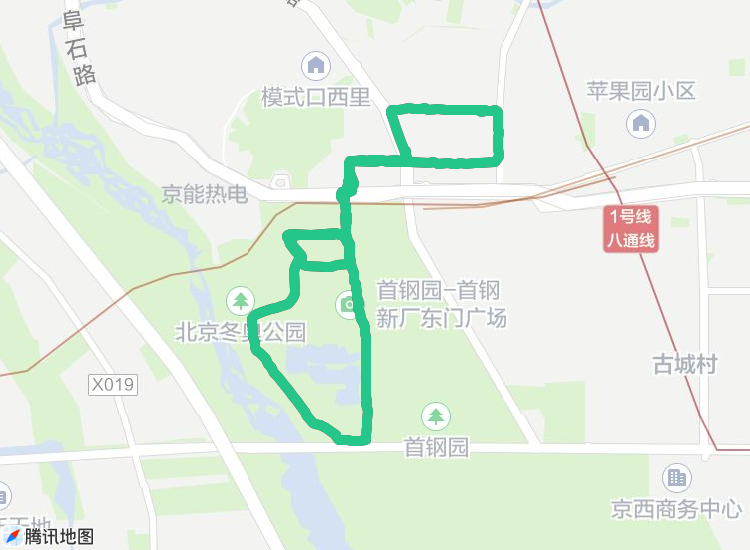 阜石路
模式口西里
苹果园小区
京能热电
1号线
八通线
首钢园-首钢
新厂东门广场
北京冬奥公园
X019
古城村
首钢园
京西商务中心
腾讯地图